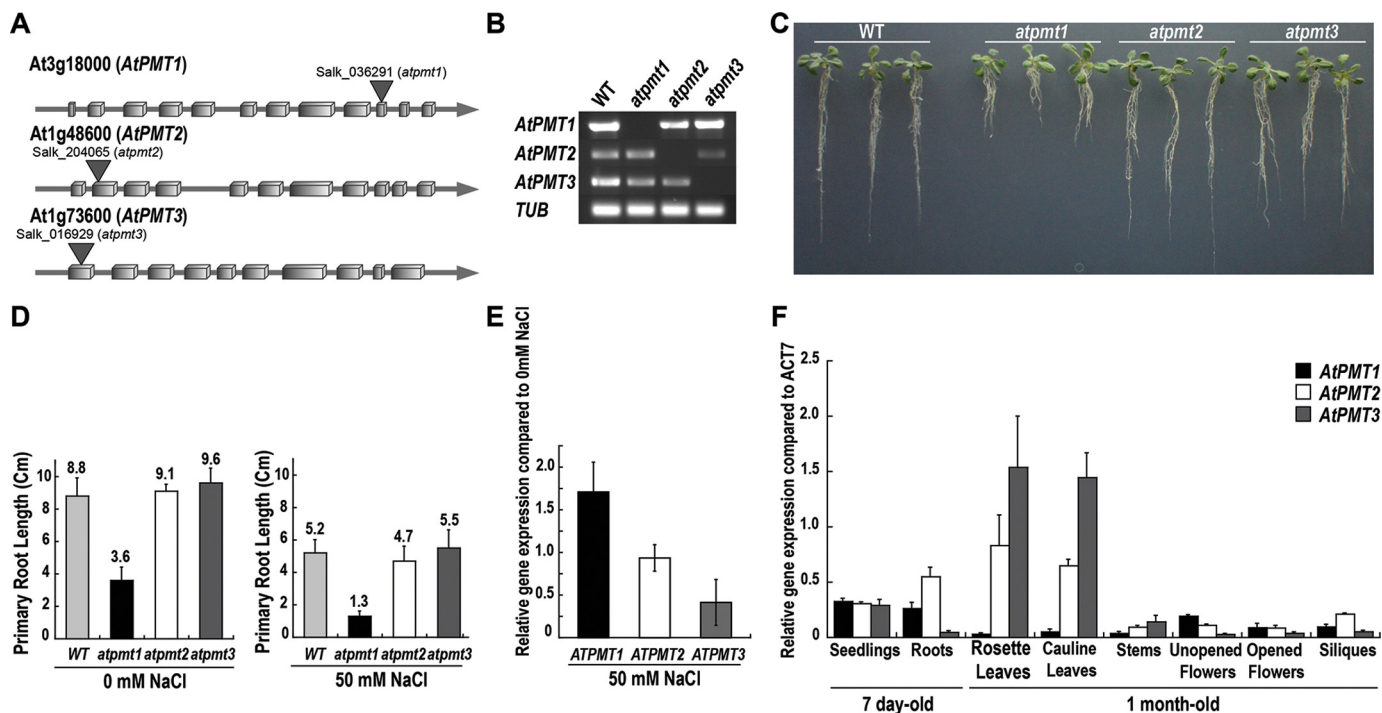 A
At3g18000 (AtPMT1)
Salk_036291 (atpmt1)
At1g48600 (AtPMT2)
Salk_204065 (atpmt2)
At1g73600 (AtPMT3)
Salk_016929 (atpmt3)
B
WT atpmt1 atpmt2 atpmt3
AtPMT1
AtPMT2
AtPMT3
TUB
C
WT atpmt1 atpmt2 atpmt3
D
Primary Root Length (Cm)
10
8
6
4
2
0
8.8 3.6 9.1 9.6
WT atpmt1 atpmt2 atpmt3
0 mM NaCl
Primary Root Length (Cm)
10
8
6
4
2
0
5.2 1.3 4.7 5.5
WT atpmt1 atpmt2 atpmt3
50 mM NaCl
E
Relative gene expression compared to 0mM NaCl
2.0
1.5
1.0
0.5
0
ATPMT1 ATPMT2 ATPMT3
50 mM NaCl
F
Relative gene expression compared to ACT7
2.5
2.0
1.5
1.0
0.5
0
AtPMT1
AtPMT2
AtPMT3
Seedlings Roots Rosette Leaves Cauline Leaves Stems Unopened Flowers Opened Flowers Siliques
7 day-old 1 month-old